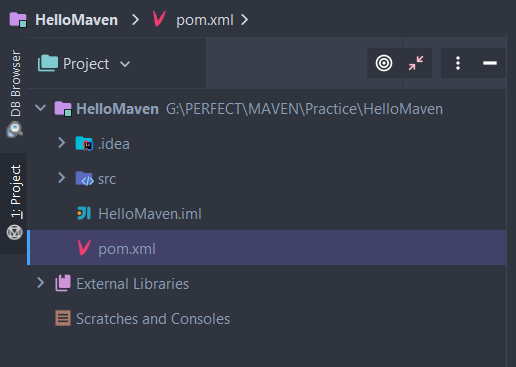 HelloMaven > pom.xml >
DB Browser
1: Project
Project
HelloMaven G:\PERFECT\MAVEN\Practice\HelloMaven
.idea
src
HelloMaven.iml
pom.xml
External Libraries
Scratches and Consoles